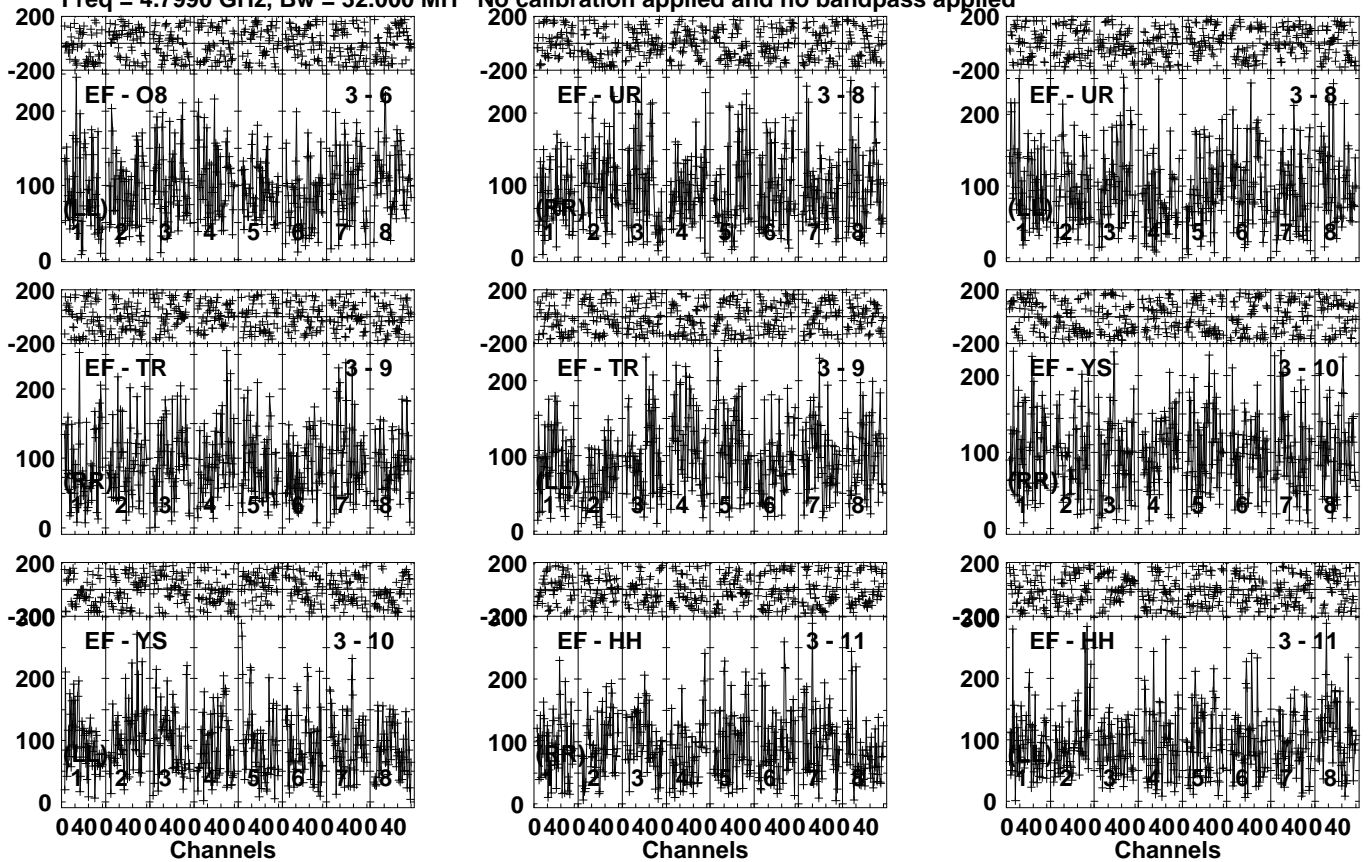 Freq = 4.7990 GHz, Bw = 32.000 MH No calibration applied and no bandpass applied
200 200 200
-200 -200 -200
EF - O8 3 - 6 EF - UR 3 - 8 EF - UR 3 - 8
200 200 200
100 100 100
(LL) (RR) (LL)
1 2 3 4 5 6 7 8 1 2 3 4 5 6 7 8 1 2 3 4 5 6 7 8
0 0 0
200 200 200
-200 -200 -200
EF - TR 3 - 9 EF - TR 3 - 9 EF - YS 3 - 10
200 200 200
100 100 100
(RR) (LL) (RR)
1 2 3 4 5 6 7 8 1 2 3 4 5 6 7 8 1 2 3 4 5 6 7 8
0 0 0
200 200 200
-200 -200 -200
300 300
EF - YS 3 - 10 EF - HH 3 - 11 EF - HH 3 - 11
200 200 200
100 100 100
(LL) (RR) (LL)
1 2 3 4 5 6 7 8 1 2 3 4 5 6 7 8 1 2 3 4 5 6 7 8
0 0 0
0 40 0 40 0 40 0 40 0 40 0 40 0 40 0 40 0 40 0 40 0 40 0 40 0 40 0 40 0 40 0 40 0 40 0 40 0 40 0 40 0 40 0 40 0 40 0 40
Channels Channels Channels